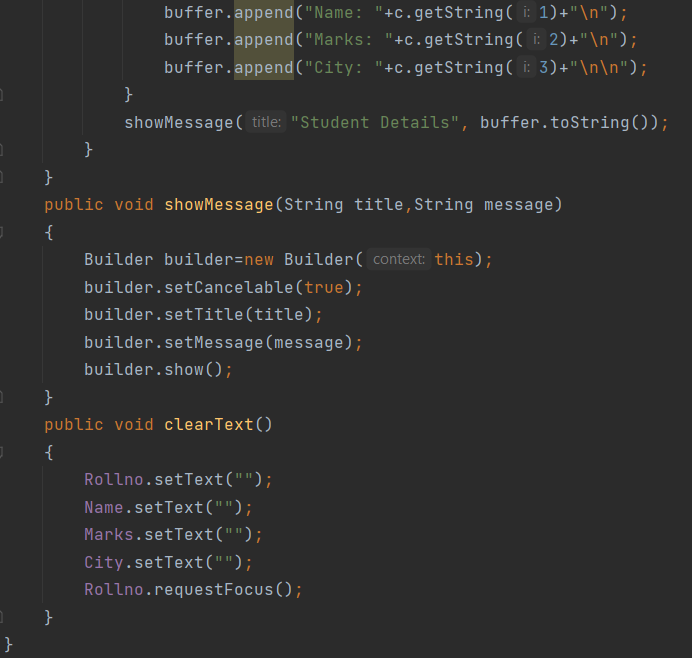 buffer.append("Name: "+c.getString( i: 1)+"\n");
buffer.append("Marks: "+c.getString( i: 2)+"\n");
buffer.append("City: "+c.getString( i: 3)+"\n\n");
}
showMessage( title: "Student Details", buffer.toString());
}
}
public void showMessage(String title,String message)
{
Builder builder=new Builder( context: this);
builder.setCancelable(true);
builder.setTitle(title);
builder.setMessage(message);
builder.show();
}
public void clearText()
{
Rollno.setText("");
Name.setText("");
Marks.setText("");
City.setText("");
Rollno.requestFocus();
}
}